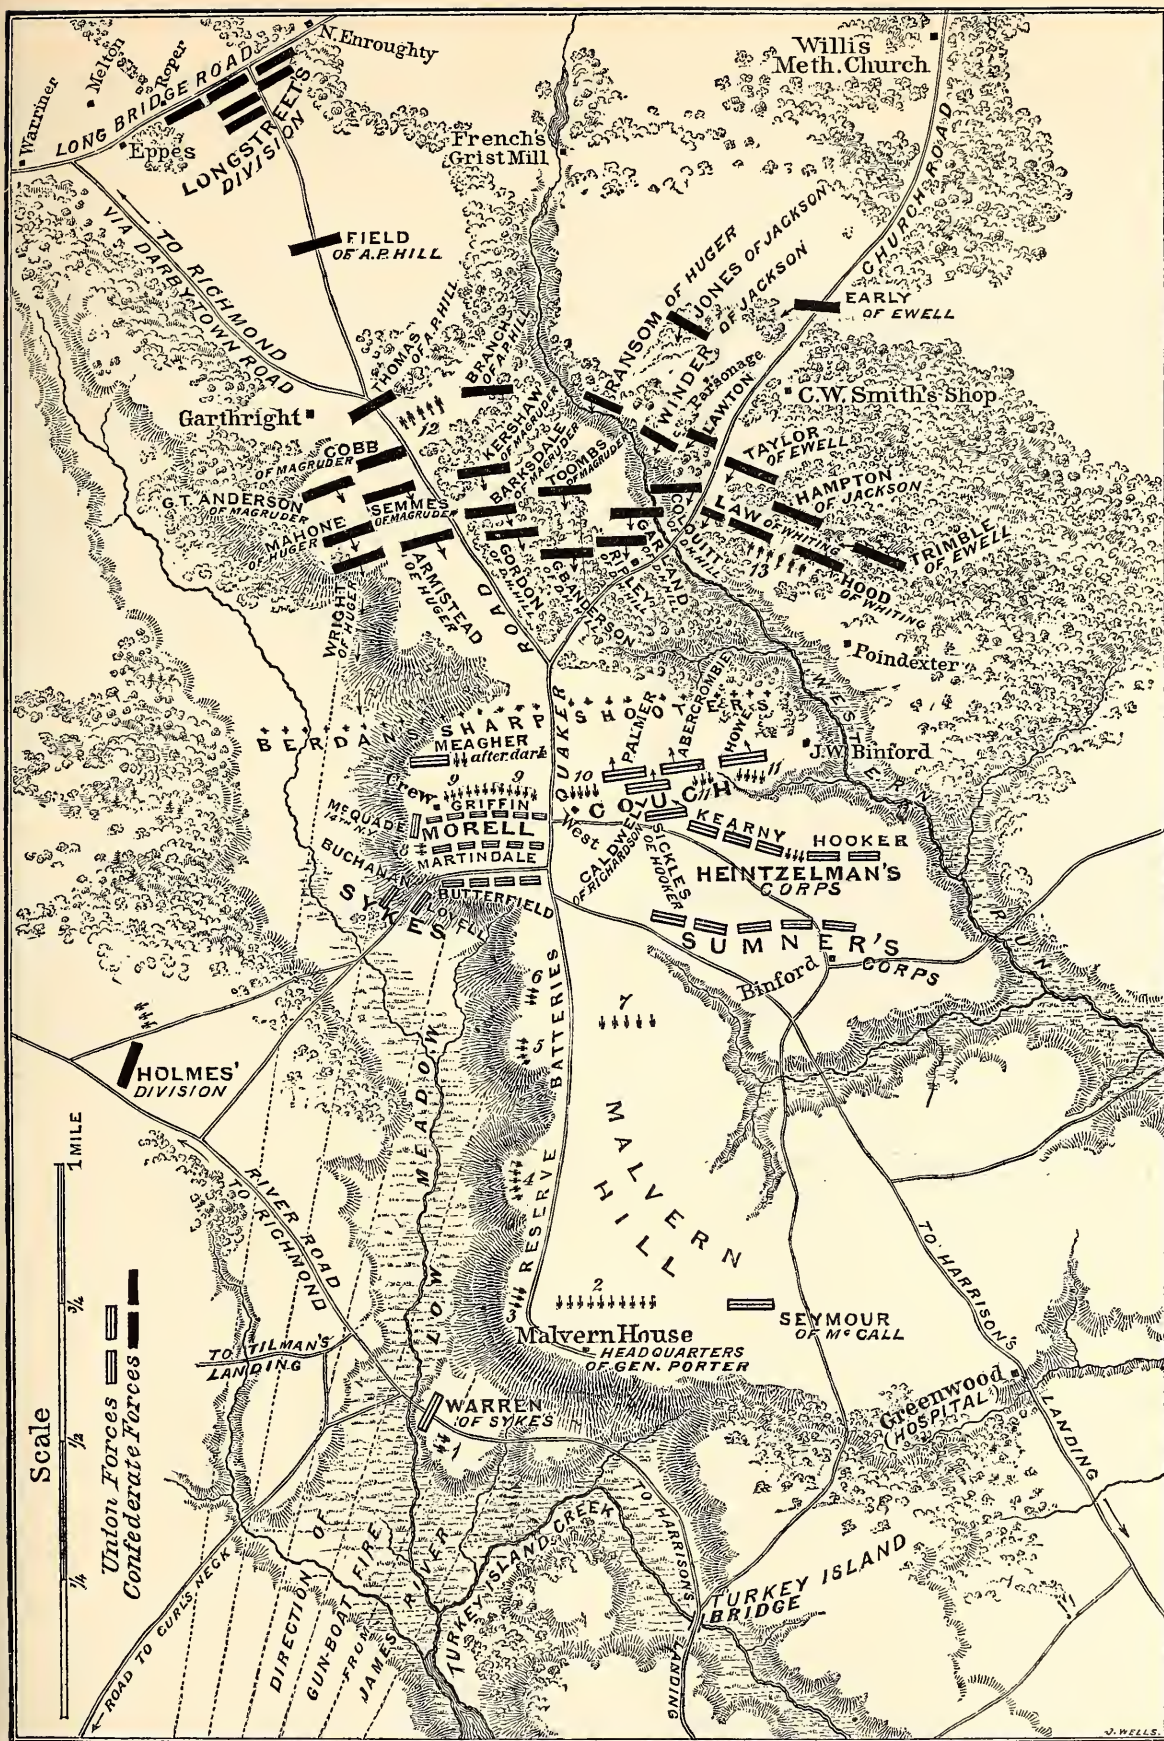 N. Enroughty
Willis
Meth. Church
Warriner
Melton
Roper
LONG BRIDGE ROAD
Eppes
LONGSTREETS
DIVISION
Frenchs
Grist Mill
TO RICHMOND
VIA DARBYTOWN ROAD
FIELD
OF A.P. HILL
CHURCH ROAD
RANSOM OF HUGER
JONES OF JACKSON
WINDER OF JACKSON
EARLY
OF EWELL
THOMAS
OF A.P. HILL
BRANCH
OF A.P. HILL
Parsonage
LAWTON
C.W. Smith's Shop
Garthright
12
COBB
OF MAGRUDER
KERSHAW
OF MAGRUDER
BARKSDALE
OF MAGRUDER
TOOMBS
OF MAGRUDER
TAYLOR
OF EWELL
HAMPTON
OF JACKSON
G.T. ANDERSON
OF MAGRUDER
SEMMES
OF MAGRUDER
MAHONE
OF HUGER
COLQUITT
LAW OF WHITING
13
TRIMBLE
OF EWELL
HOOD
OF WHITING
WRIGHT
OF HUGER
ARMISTEAD
OF HUGER
GORDON
G.B. ANDERSON
RIPLEY
GARLAND
ROAD
Poindexter
BERDAN'S SHARP SHOOTERS
QUAKER
MEAGHER
after dark
PALMER
ABERCROMBIE
HOWE
J.W. Binford
WESTERN RUN
Crew
9
9
10
11
11
GRIFFIN
COUCH
McQUADE
14TH N.Y.
MORELL
8
MARTINDALE
West
CALDWELL
OF RICHARDSON
SICKLES
OF HOOKER
KEARNY
HOOKER
HEINTZELMAN'S
CORPS
BUCHANAN
SYKES
LOVELL
BUTTERFIELD
SUMNER'S
CORPS
Binford
6
7
5
RESERVE BATTERIES
HOLMES'
DIVISION
LOW MEADOW
MALVERN
HILL
4
RIVER ROAD
TO RICHMOND
TO HARRISON'S
LANDING
2
3
SEYMOUR
OF McCALL
Malvern House
HEADQUARTERS
OF GEN. PORTER
TO TILMAN'S
LANDING
WARREN
OF SYKES
1
Greenwood
(HOSPITAL)
TO HARRISON'S
LANDING
TURKEY ISLAND CREEK
TURKEY ISLAND
BRIDGE
ROAD TO CURLS NECK
DIRECTION OF
GUN-BOAT FIRE
FROM
JAMES RIVER
Scale
1 MILE
3/4
1/2
1/4
Union Forces
Confederate Forces
J. WELLS.